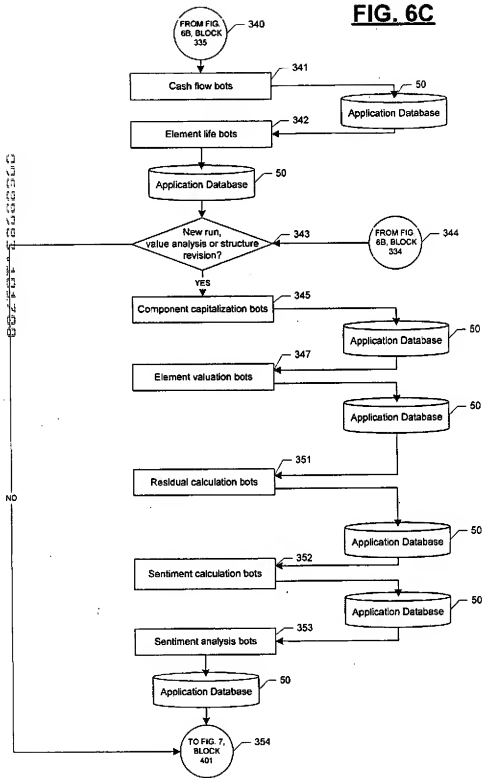 FIG. 6C
FROM FIG.
6B, BLOCK
335
340
341
Cash flow bots
50
Application Database
342
Element life bots
50
Application Database
New run,
value analysis or structure
revision?
343
FROM FIG
6B, BLOCK
334
344
YES
345
Component capitalization bots
50
Application Database
347
Element valuation bots
50
Application Database
351
Residual calculation bots
NO
50
Application Database
352
Sentiment calculation bots
50
Application Database
353
Sentiment analysis bots
50
Application Database
TO FIG. 7,
BLOCK
401
354